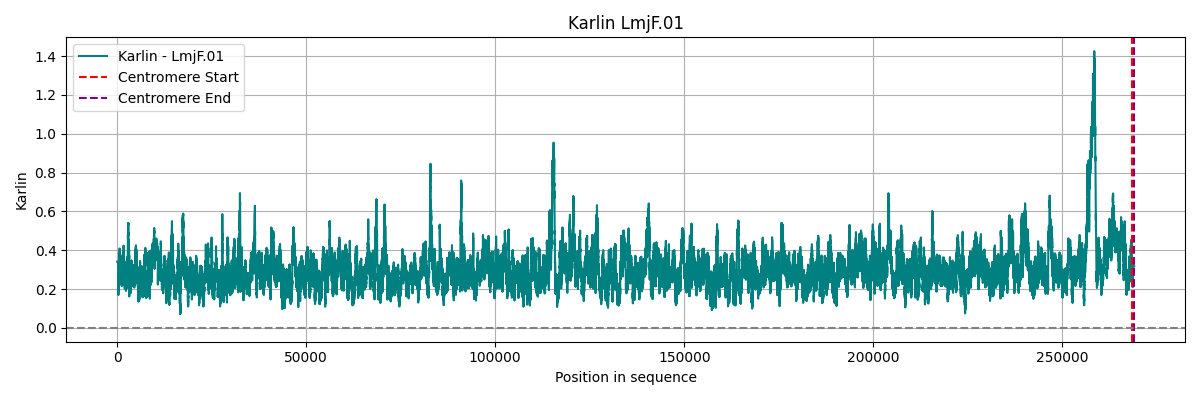 Karlin LmjF.01
Karlin - LmjF.01
Centromere Start
Centromere End
Karlin
1.4
1.2
1.0
0.8
0.6
0.4
0.2
0.0
0
50000
100000
150000
200000
250000
Position in sequence